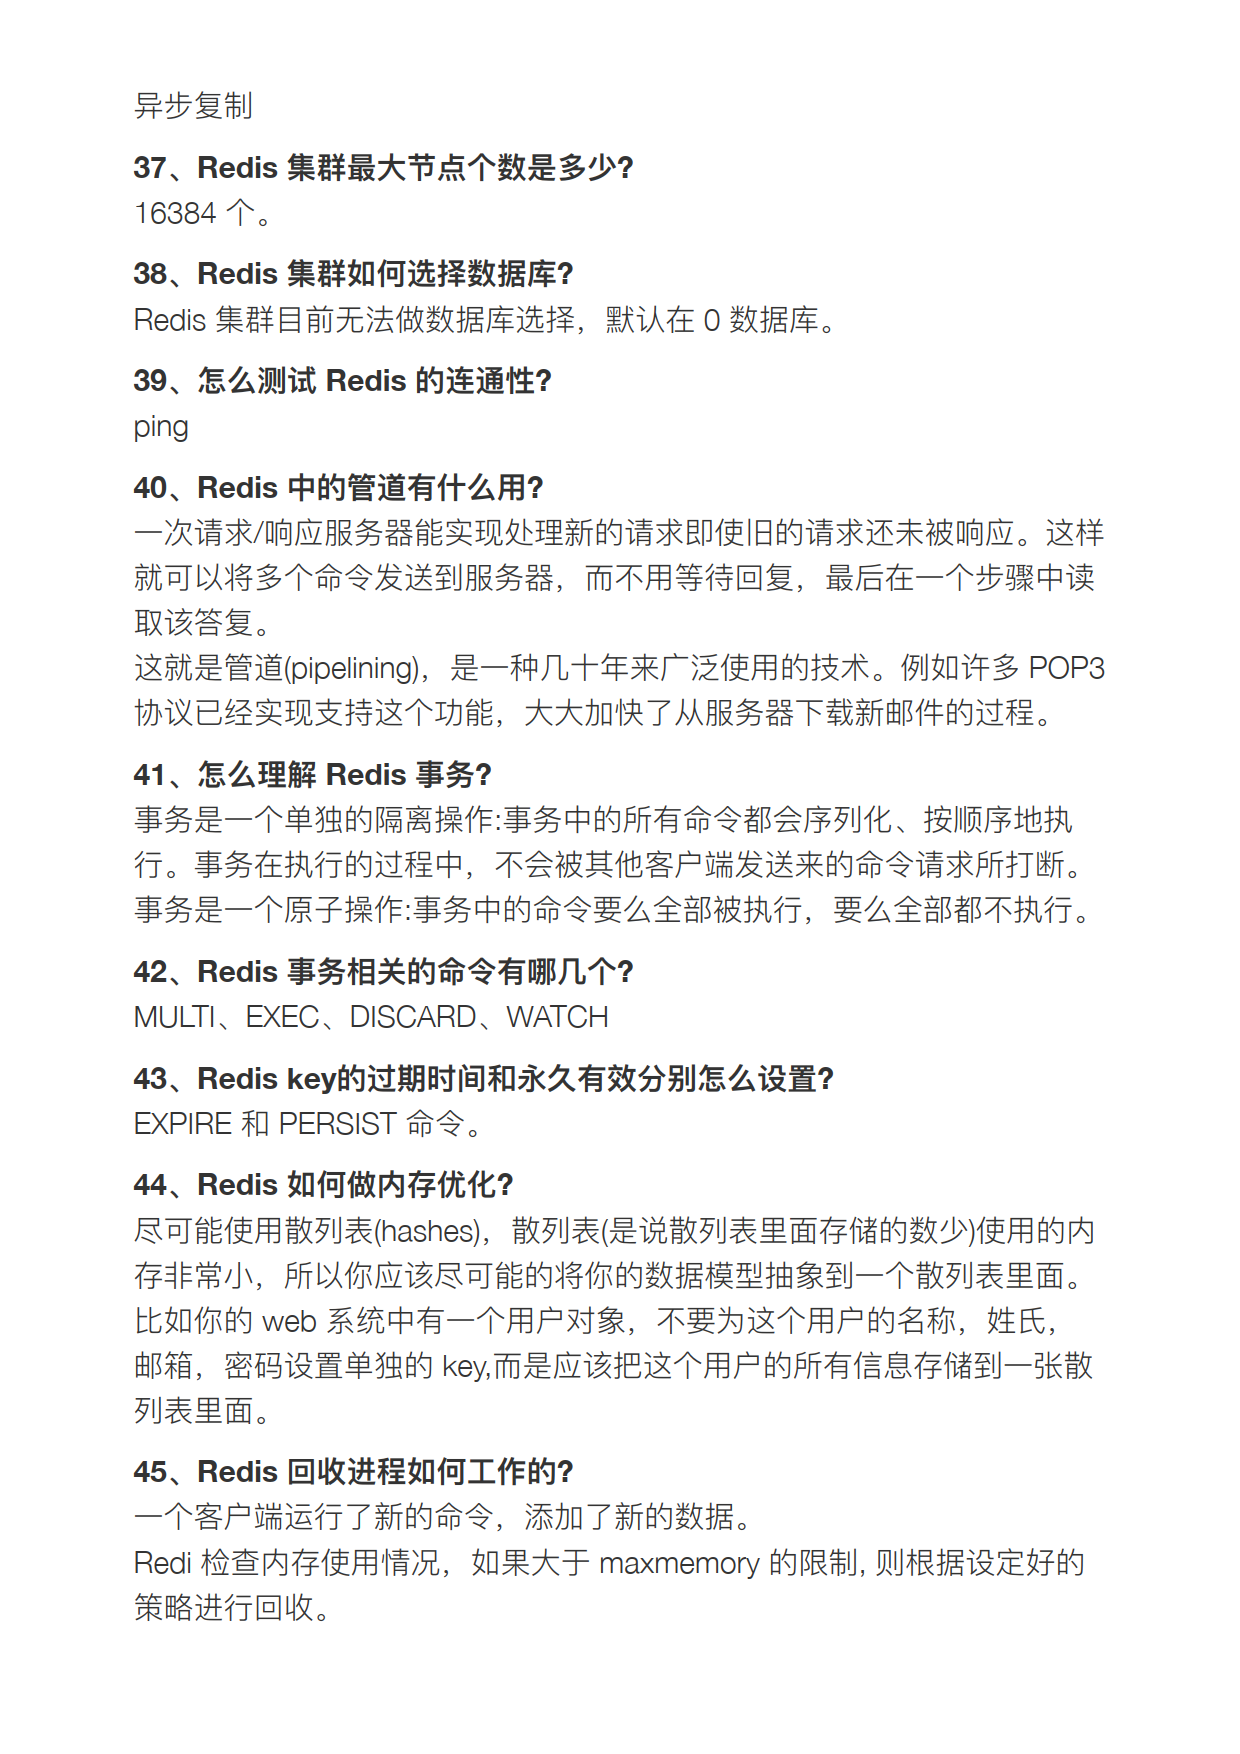 异步复制
37、Redis 集群最大节点个数是多少?
16384 个。
38、Redis 集群如何选择数据库?
Redis 集群目前无法做数据库选择，默认在 0 数据库。
39、怎么测试 Redis 的连通性?
ping
40、Redis 中的管道有什么用?
一次请求/响应服务器能实现处理新的请求即使旧的请求还未被响应。这样
就可以将多个命令发送到服务器，而不用等待回复，最后在一个步骤中读
取该答复。
这就是管道(pipelining)，是一种几十年来广泛使用的技术。例如许多 POP3
协议已经实现支持这个功能，大大加快了从服务器下载新邮件的过程。
41、怎么理解 Redis 事务?
事务是一个单独的隔离操作:事务中的所有命令都会序列化、按顺序地执
行。事务在执行的过程中，不会被其他客户端发送来的命令请求所打断。
事务是一个原子操作:事务中的命令要么全部被执行，要么全部都不执行。
42、Redis 事务相关的命令有哪几个?
MULTI、EXEC、DISCARD、WATCH
43、Redis key的过期时间和永久有效分别怎么设置?
EXPIRE 和 PERSIST 命令。
44、Redis 如何做内存优化?
尽可能使用散列表(hashes)，散列表(是说散列表里面存储的数少)使用的内
存非常小，所以你应该尽可能的将你的数据模型抽象到一个散列表里面。
比如你的 web 系统中有一个用户对象，不要为这个用户的名称，姓氏，
邮箱，密码设置单独的 key,而是应该把这个用户的所有信息存储到一张散
列表里面。
45、Redis 回收进程如何工作的?
一个客户端运行了新的命令，添加了新的数据。
Redi 检查内存使用情况，如果大于 maxmemory 的限制, 则根据设定好的
策略进行回收。